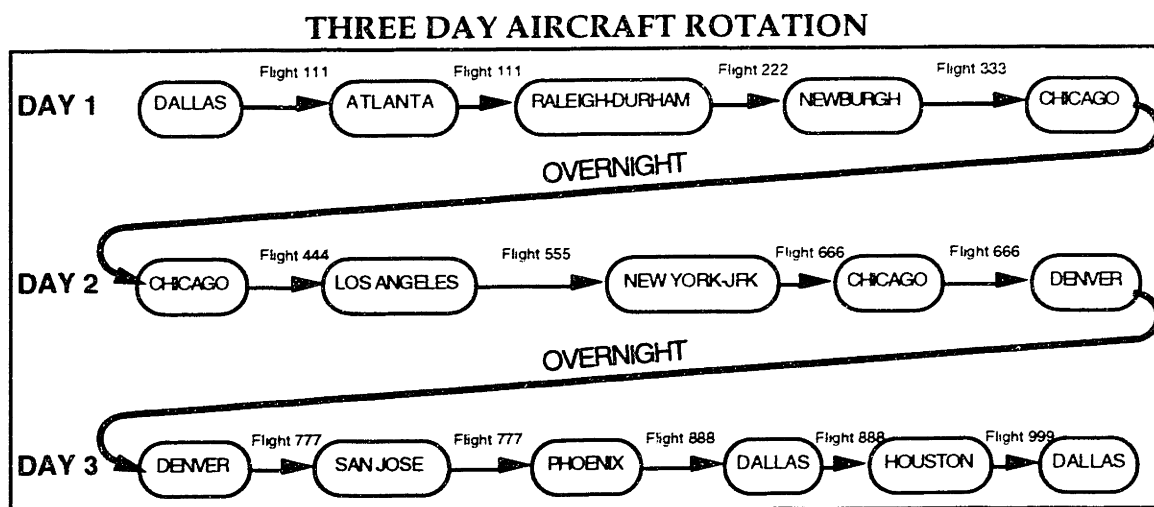 THREE DAY AIRCRAFT ROTATION
Flight 111 Flight 111 Flight 222 Flight 333
DAY 1 DALLAS ATLANTA RALEIGH-DURHAM NEWBURGH CHICAGO
OVERNIGHT
Flight 444 Flight 555 Flight 666 Flight 666
DAY 2 CHICAGO LOS ANGELES NEW YORK-JFK CHICAGO DENVER
OVERNIGHT
Flight 777 Flight 777 Flight 888 Flight 888 Flight 999
DAY 3 DENVER SAN JOSE PHOENIX DALLAS HOUSTON DALLAS